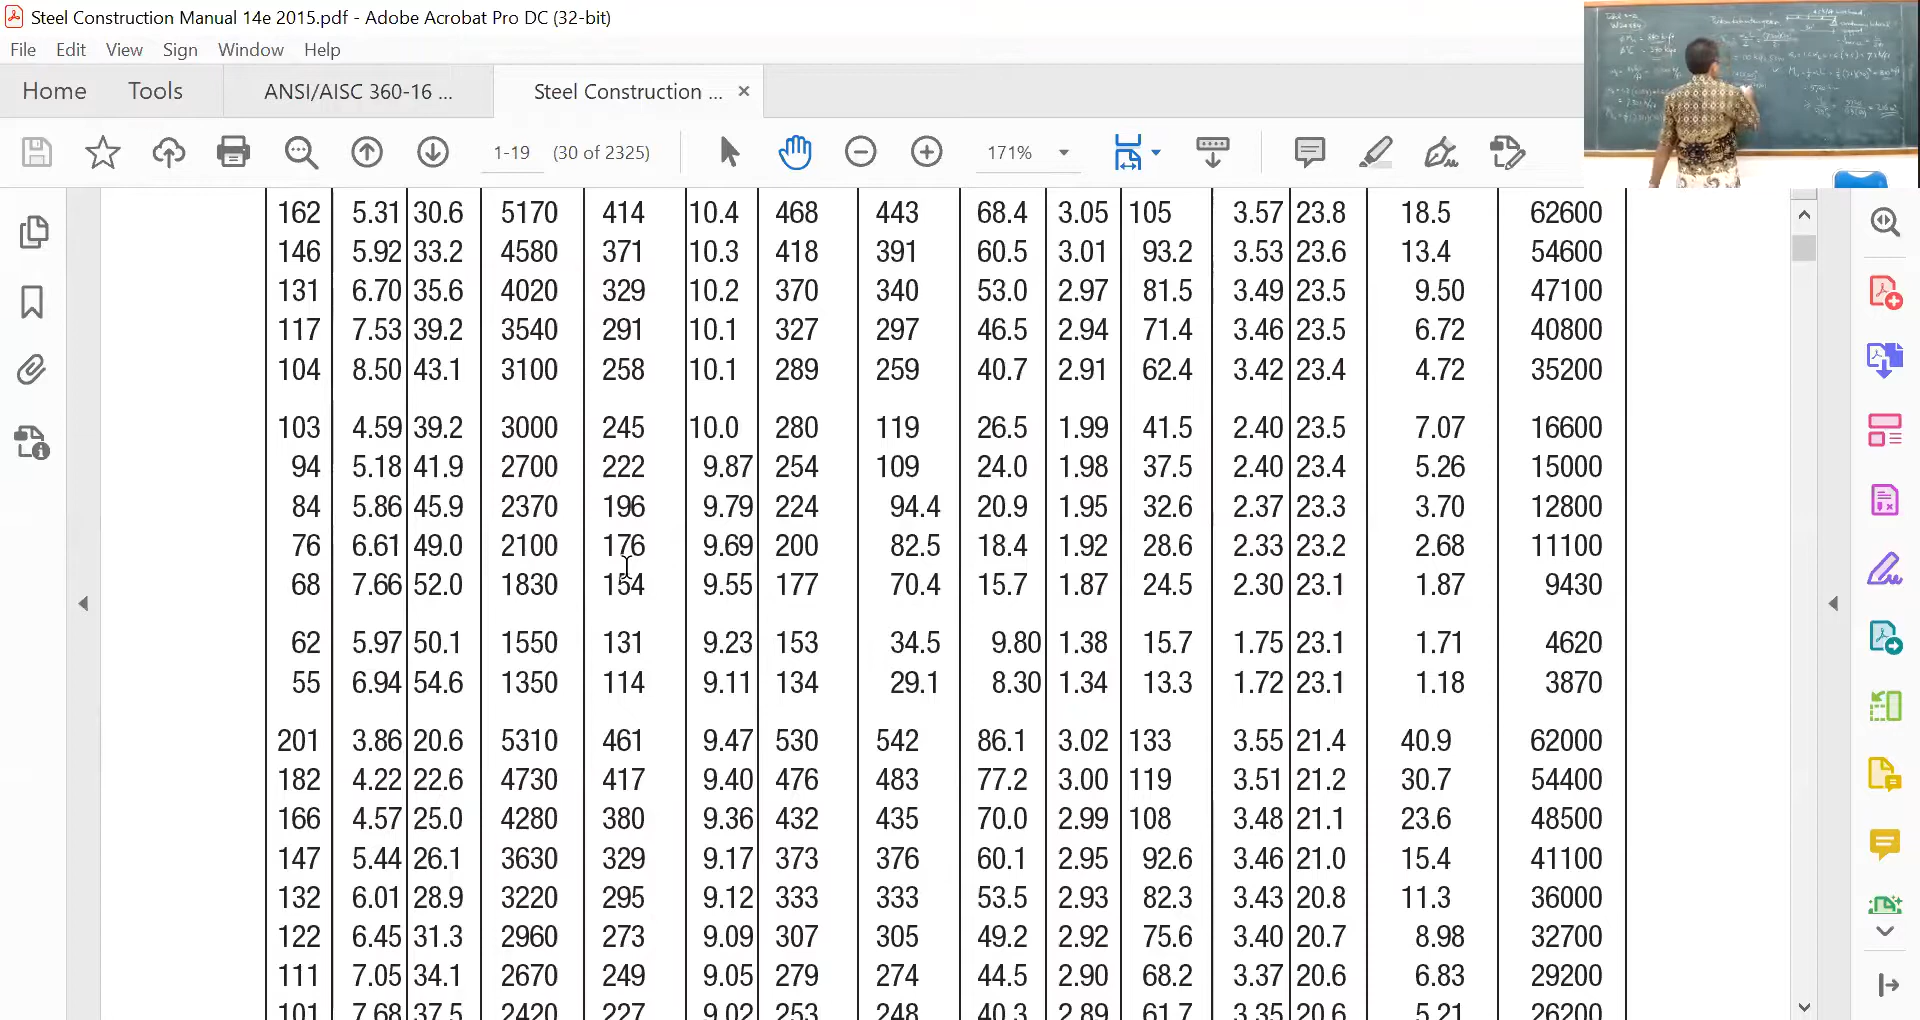 Steel Construction Manual 14e 2015.pdf - Adobe Acrobat Pro DC (32-bit)
File Edit View Sign Window Help
Home Tools ANSI/AISC 360-16 ... Steel Construction ... ×
1-19 (30 of 2325) 171%
162 5.31 30.6 5170 414 10.4 468 443 68.4 3.05 105 3.57 23.8 18.5 62600
146 5.92 33.2 4580 371 10.3 418 391 60.5 3.01 93.2 3.53 23.6 13.4 54600
131 6.70 35.6 4020 329 10.2 370 340 53.0 2.97 81.5 3.49 23.5 9.50 47100
117 7.53 39.2 3540 291 10.1 327 297 46.5 2.94 71.4 3.46 23.5 6.72 40800
104 8.50 43.1 3100 258 10.1 289 259 40.7 2.91 62.4 3.42 23.4 4.72 35200
103 4.59 39.2 3000 245 10.0 280 119 26.5 1.99 41.5 2.40 23.5 7.07 16600
94 5.18 41.9 2700 222 9.87 254 109 24.0 1.98 37.5 2.40 23.4 5.26 15000
84 5.86 45.9 2370 196 9.79 224 94.4 20.9 1.95 32.6 2.37 23.3 3.70 12800
76 6.61 49.0 2100 176 9.69 200 82.5 18.4 1.92 28.6 2.33 23.2 2.68 11100
68 7.66 52.0 1830 154 9.55 177 70.4 15.7 1.87 24.5 2.30 23.1 1.87 9430
62 5.97 50.1 1550 131 9.23 153 34.5 9.80 1.38 15.7 1.75 23.1 1.71 4620
55 6.94 54.6 1350 114 9.11 134 29.1 8.30 1.34 13.3 1.72 23.1 1.18 3870
201 3.86 20.6 5310 461 9.47 530 542 86.1 3.02 133 3.55 21.4 40.9 62000
182 4.22 22.6 4730 417 9.40 476 483 77.2 3.00 119 3.51 21.2 30.7 54400
166 4.57 25.0 4280 380 9.36 432 435 70.0 2.99 108 3.48 21.1 23.6 48500
147 5.44 26.1 3630 329 9.17 373 376 60.1 2.95 92.6 3.46 21.0 15.4 41100
132 6.01 28.9 3220 295 9.12 333 333 53.5 2.93 82.3 3.43 20.8 11.3 36000
122 6.45 31.3 2960 273 9.09 307 305 49.2 2.92 75.6 3.40 20.7 8.98 32700
111 7.05 34.1 2670 249 9.05 279 274 44.5 2.90 68.2 3.37 20.6 6.83 29200
101 7.68 37.5 2420 227 9.02 253 248 40.3 2.89 61.7 3.35 20.6 5.21 26200